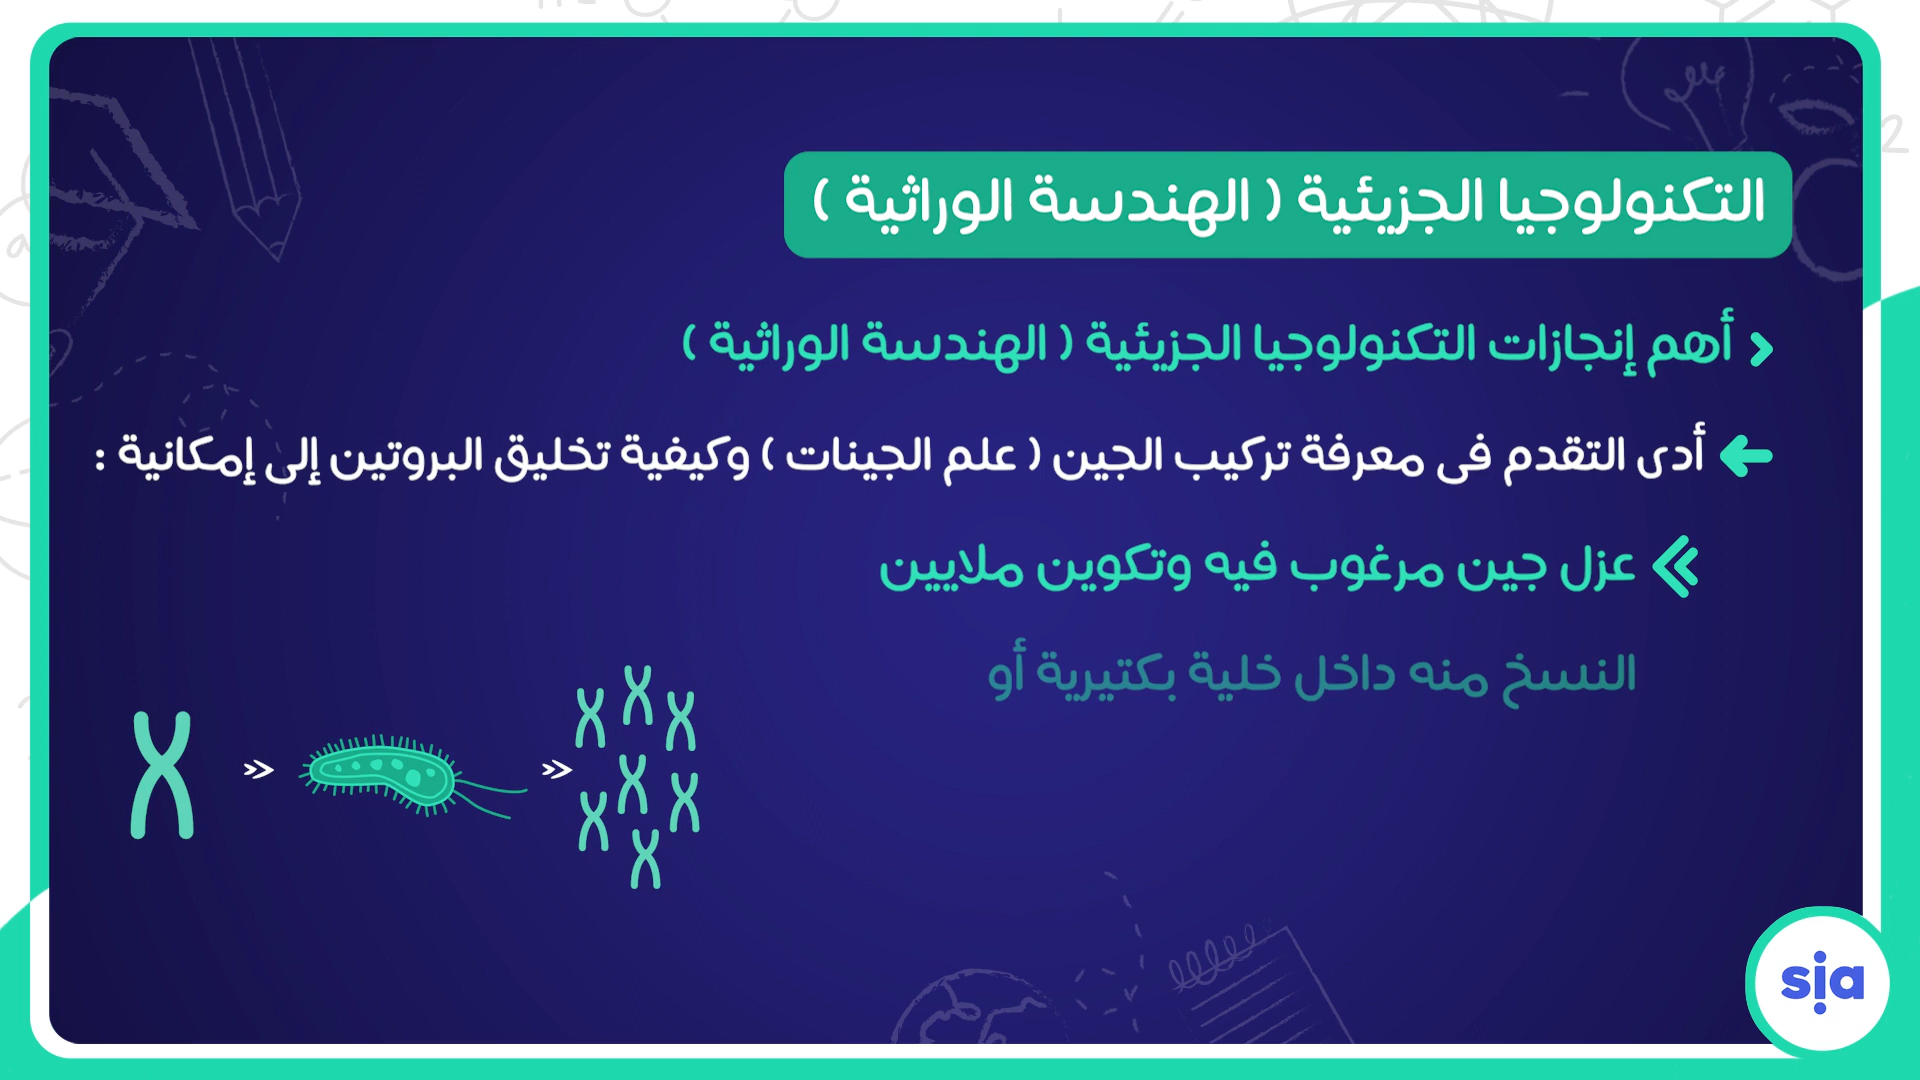 التكنولوجيا الجزيئية ( الهندسة الوراثية )
أهم إنجازات التكنولوجيا الجزيئية ( الهندسة الوراثية )
أدى التقدم فى معرفة تركيب الجين ( علم الجينات ) وكيفية تخليق البروتين إلى إمكانية :
عزل جين مرغوب فيه وتكوين ملايين
النسخ منه داخل خلية بكتيرية أو
sia